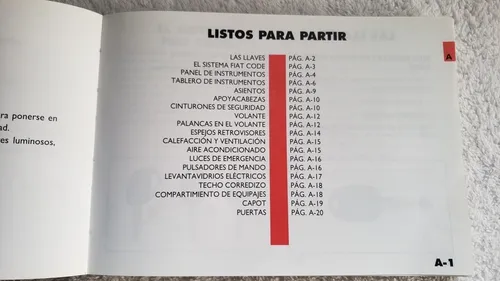 LISTOS PARA PARTIR
LAS LLAVES PÁG. A-2
EL SISTEMA FIAT CODE PÁG. A-3
PANEL DE INSTRUMENTOS PÁG. A-4
TABLERO DE INSTRUMENTOS PÁG. A-6
ASIENTOS PÁG. A-9
APOYACABEZAS PÁG. A-10
CINTURONES DE SEGURIDAD PÁG. A-10
VOLANTE PÁG. A-12
PALANCAS EN EL VOLANTE PÁG. A-12
ESPEJOS RETROVISORES PÁG. A-14
CALEFACCIÓN Y VENTILACIÓN PÁG. A-15
AIRE ACONDICIONADO PÁG. A-15
LUCES DE EMERGENCIA PÁG. A-16
PULSADORES DE MANDO PÁG. A-16
LEVANTAVIDRIOS ELÉCTRICOS PÁG. A-17
TECHO CORREDIZO PÁG. A-18
COMPARTIMIENTO DE EQUIPAJES PÁG. A-18
CAPOT PÁG. A-19
PUERTAS PÁG. A-20
A
A-1
ra ponerse en
dad.
es luminosos.